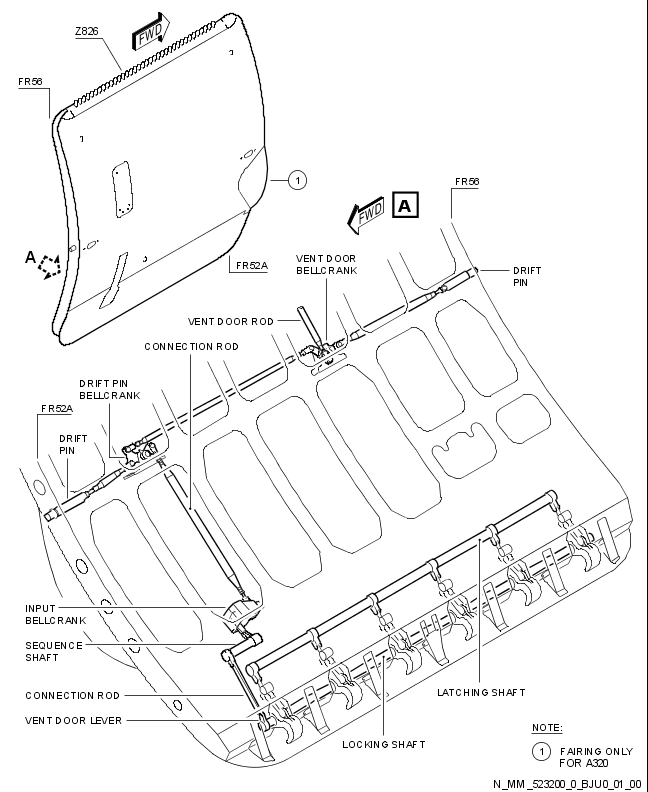 FWD
Z826
FR56
1
A
FR52A
FWD
A
FR56
VENT DOOR
BELLCRANK
DRIFT
PIN
VENT DOOR ROD
CONNECTION ROD
DRIFT PIN
BELLCRANK
FR52A
DRIFT
PIN
INPUT
BELLCRANK
SEQUENCE
SHAFT
CONNECTION ROD
VENT DOOR LEVER
LATCHING SHAFT
LOCKING SHAFT
NOTE:
1 FAIRING ONLY
FOR A320
N_MM_523200_0_BJU0_01_00